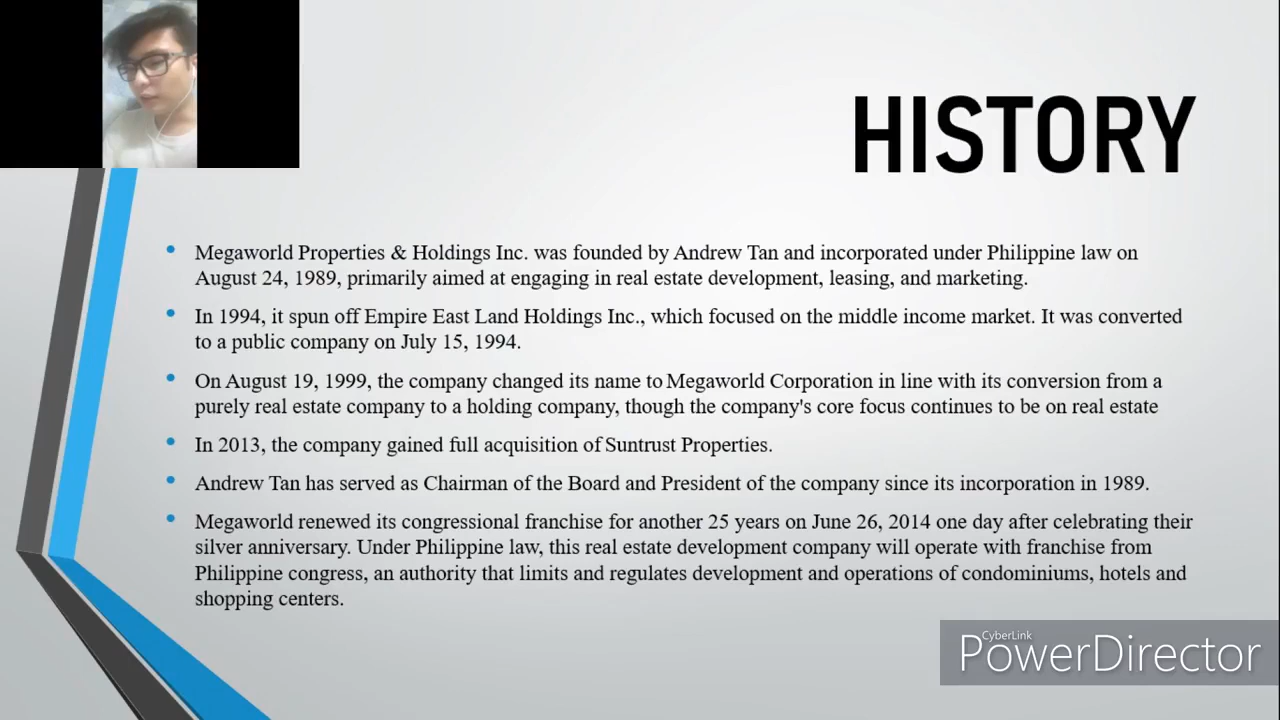 HISTORY
Megaworld Properties & Holdings Inc. was founded by Andrew Tan and incorporated under Philippine law on
August 24, 1989, primarily aimed at engaging in real estate development, leasing, and marketing.
In 1994, it spun off Empire East Land Holdings Inc., which focused on the middle income market. It was converted
to a public company on July 15, 1994.
On August 19, 1999, the company changed its name to Megaworld Corporation in line with its conversion from a
purely real estate company to a holding company, though the company's core focus continues to be on real estate
In 2013, the company gained full acquisition of Suntrust Properties.
Andrew Tan has served as Chairman of the Board and President of the company since its incorporation in 1989.
Megaworld renewed its congressional franchise for another 25 years on June 26, 2014 one day after celebrating their
silver anniversary. Under Philippine law, this real estate development company will operate with franchise from
Philippine congress, an authority that limits and regulates development and operations of condominiums, hotels and
shopping centers.
CyberLink
PowerDirector